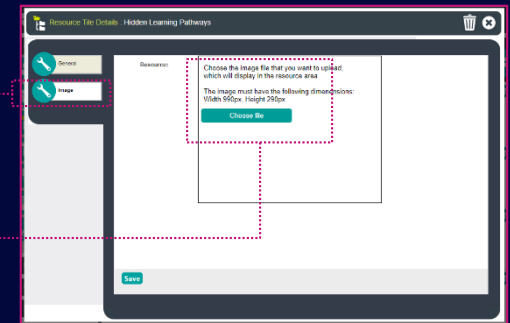 Resource Tile Details : Hidden Learning Pathways
General
Image
Resource:
Choose the image file that you want to upload,
which will display in the resource area.
The image must have the following dimensions:
Width 990px, Height 290px
Choose file
Save